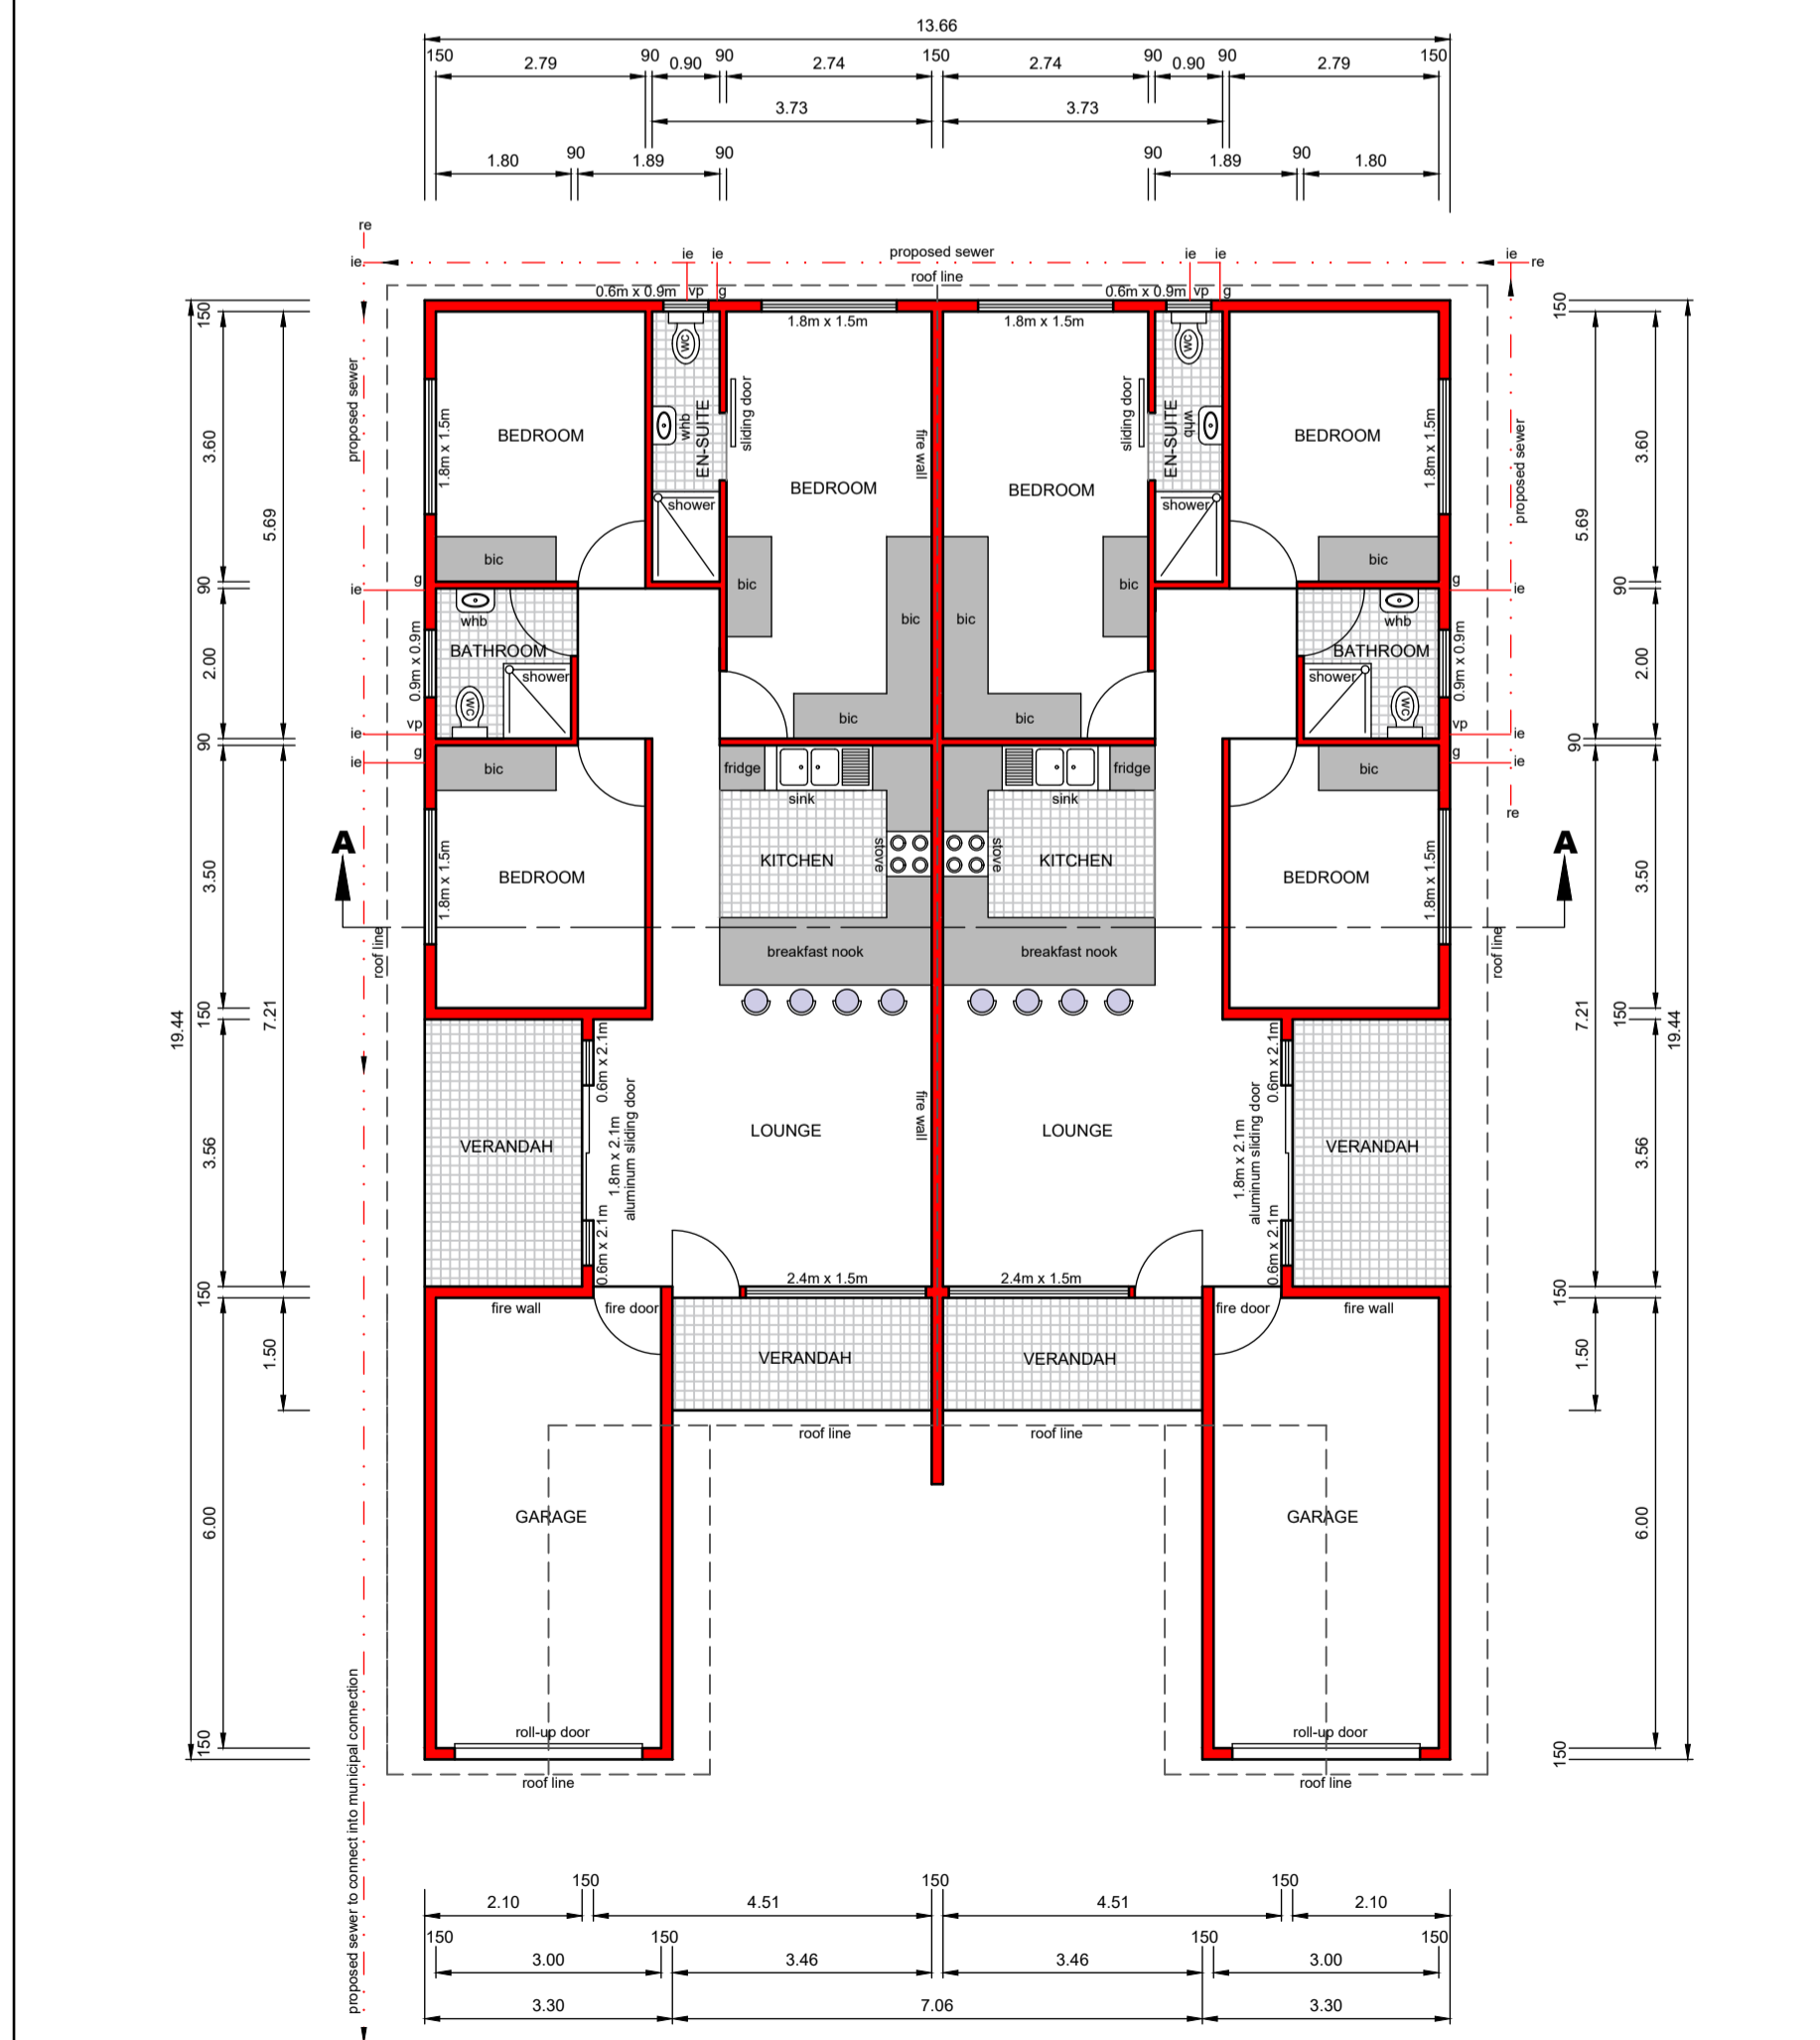 13.66
150 2.79 90 0.90 90 2.74 150 2.74 90 0.90 90 2.79 150
3.73 3.73
1.80 90 1.89 90 90 1.89 90 1.80
re
ie proposed sewer ie ie ie ie ie re
roof line
0.6m x 0.9m vp g 0.6m x 0.9m vp g
1.8m x 1.5m 1.8m x 1.5m
150 150
WC WC
proposed sewer
proposed sewer
3.60 3.60
5.69 5.69
1.8m x 1.5m 1.8m x 1.5m
BEDROOM whb EN-SUITE sliding door fire wall sliding door EN-SUITE whb BEDROOM
BEDROOM BEDROOM
shower shower
bic bic bic bic bic bic
90 g g 90
ie ie
whb whb
bic bic
2.00 2.00
0.9m x 0.9m BATHROOM BATHROOM 0.9m x 0.9m
shower shower
WC WC
vp vp
ie ie
90 g g 90
ie ie
bic fridge fridge bic
sink sink
re
A A
3.50 3.50
1.8m x 1.5m 1.8m x 1.5m
BEDROOM KITCHEN stove stove KITCHEN BEDROOM
roof line roof line
breakfast nook breakfast nook
19.44 150 7.21 7.21 150 19.44
0.6m x 2.1m 0.6m x 2.1m
3.56 3.56
VERANDAH 1.8m x 2.1m aluminum sliding door LOUNGE fire wall LOUNGE 1.8m x 2.1m aluminum sliding door VERANDAH
0.6m x 2.1m 0.6m x 2.1m
2.4m x 1.5m 2.4m x 1.5m
150 150
fire wall fire door fire door fire wall
1.50 1.50
VERANDAH VERANDAH
roof line roof line
6.00 6.00
GARAGE GARAGE
roll-up door roll-up door
150 150
roof line roof line
proposed sewer to connect into municipal connection
150 150 150
2.10 4.51 4.51 2.10
150 150 150 150
3.00 3.46 3.46 3.00
3.30 7.06 3.30